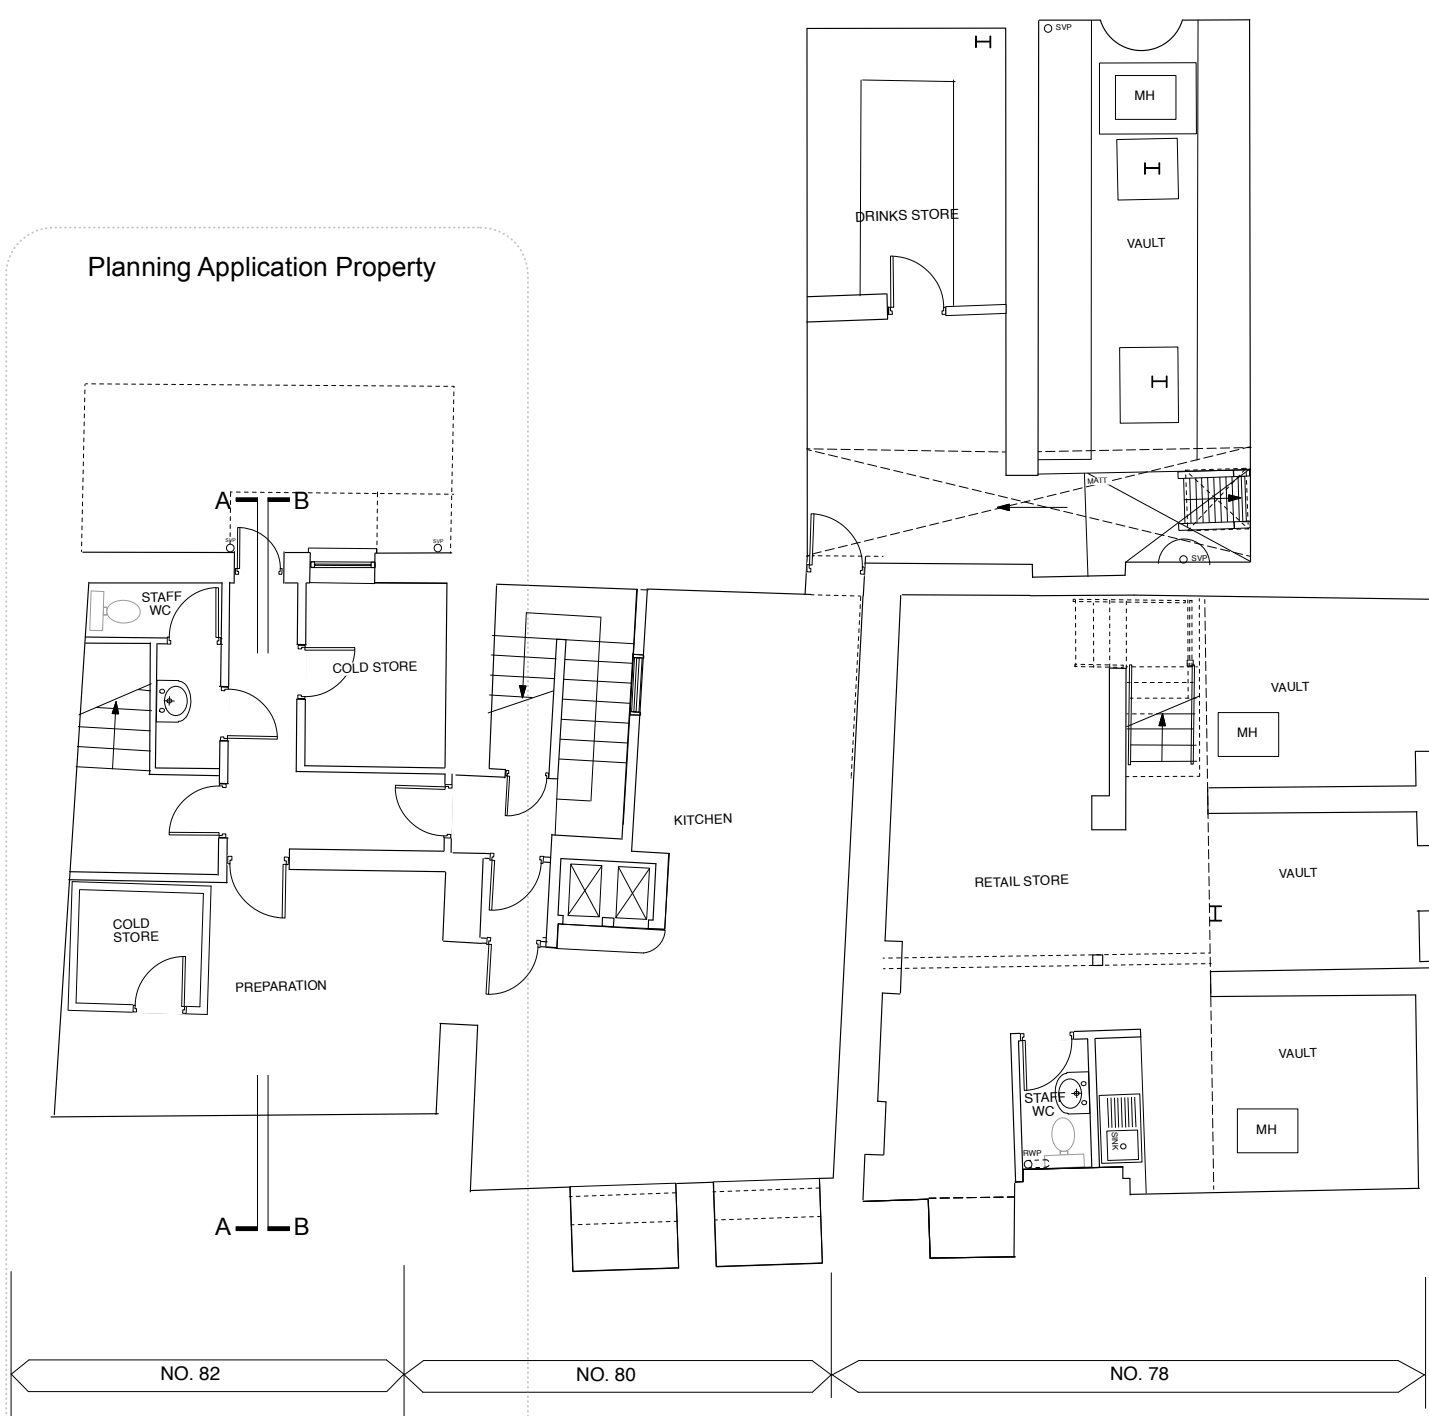 SVP
MH
DRINKS STORE
VAULT
Planning Application Property
MATT
A
B
SVP
SVP
SVP
STAFF
WC
COLD STORE
VAULT
MH
KITCHEN
RETAIL STORE
VAULT
COLD
STORE
PREPARATION
VAULT
STAFF
WC
SINK
MH
RWP
A
B
NO. 82
NO. 80
NO. 78